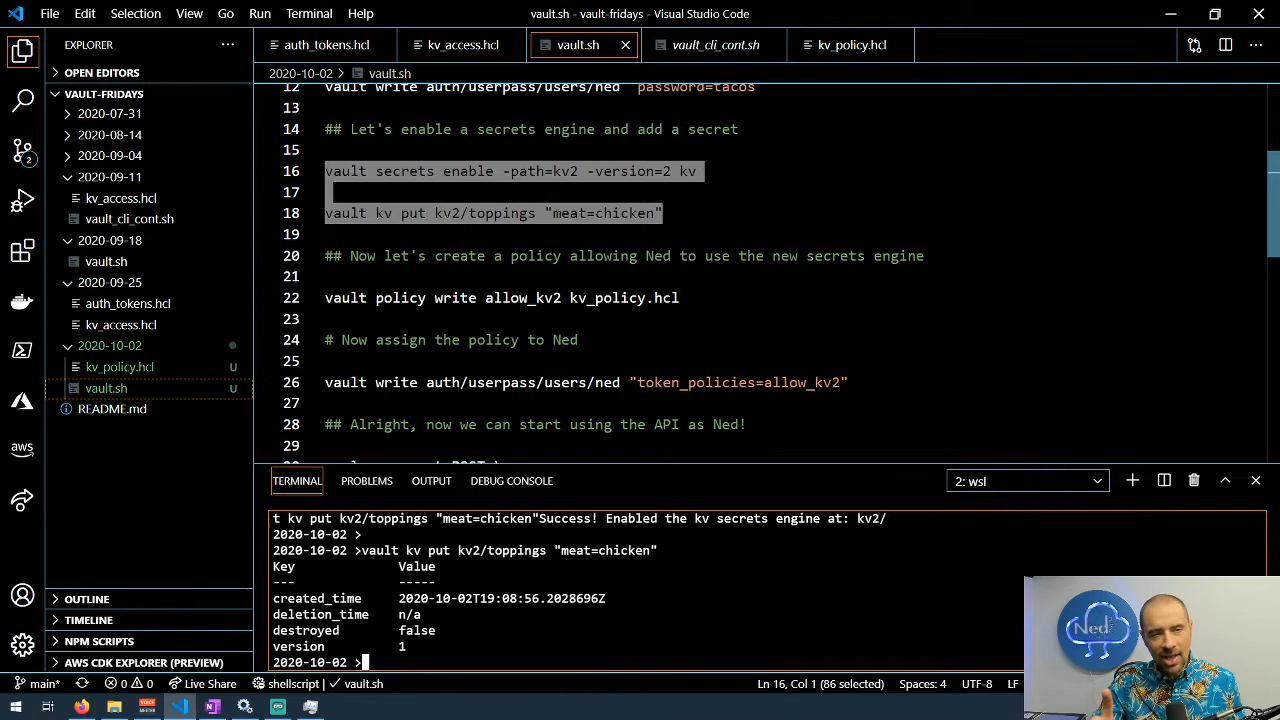 File Edit Selection View Go Run Terminal Help
vault.sh - vault-fridays - Visual Studio Code
EXPLORER
OPEN EDITORS
VAULT-FRIDAYS
2020-07-31
2020-08-14
2020-09-04
2020-09-11
kv_access.hcl
vault_cli_cont.sh
2020-09-18
vault.sh
2020-09-25
auth_tokens.hcl
kv_access.hcl
2020-10-02
kv_policy.hcl U
vault.sh U
README.md
OUTLINE
TIMELINE
NPM SCRIPTS
AWS CDK EXPLORER (PREVIEW)
2
aws
auth_tokens.hcl
kv_access.hcl
vault.sh
vault_cli_cont.sh
kv_policy.hcl
2020-10-02 > vault.sh
12 vault write auth/userpass/users/ned "password=tacos"
13
14 ## Let's enable a secrets engine and add a secret
15
16 vault secrets enable -path=kv2 -version=2 kv
17
18 vault kv put kv2/toppings "meat=chicken"
19
20 ## Now let's create a policy allowing Ned to use the new secrets engine
21
22 vault policy write allow_kv2 kv_policy.hcl
23
24 # Now assign the policy to Ned
25
26 vault write auth/userpass/users/ned "token_policies=allow_kv2"
27
28 ## Alright, now we can start using the API as Ned!
29
TERMINAL PROBLEMS OUTPUT DEBUG CONSOLE
2: wsl
t kv put kv2/toppings "meat=chicken"Success! Enabled the kv secrets engine at: kv2/
2020-10-02 >
2020-10-02 >vault kv put kv2/toppings "meat=chicken"
Key Value
--- -----
created_time 2020-10-02T19:08:56.2028696Z
deletion_time n/a
destroyed false
version 1
2020-10-02 >
Ned
main* 0 0 Live Share shellscript | vault.sh
Ln 16, Col 1 (86 selected) Spaces: 4 UTF-8 LF